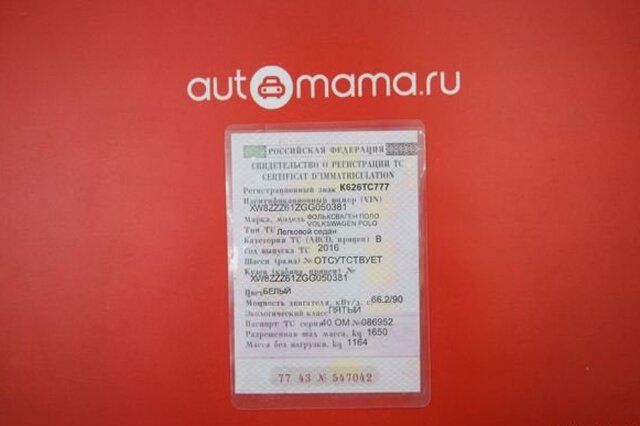 automama.ru
РОССИЙСКАЯ ФЕДЕРАЦИЯ
СВИДЕТЕЛЬСТВО О РЕГИСТРАЦИИ ТС
CERTIFICAT D'IMMATRICULATION
Регистрационный знак К626ТС777
Идентификационный номер (VIN)
XW8ZZZ61ZGG050381
Марка, модель ФОЛЬКСВАГЕН ПОЛО
VOLKSWAGEN POLO
Тип ТС Легковой седан
Категория ТС (ABCD, прицеп) B
Год выпуска ТС 2016
Шасси (рама) № ОТСУТСТВУЕТ
Кузов (кабина, прицеп) №
XW8ZZZ61ZGG050381
Цвет БЕЛЫЙ
Мощность двигателя, кВт/л. с. 66.2/90
Экологический класс ПЯТЫЙ
Паспорт ТС серия 40 ОМ № 086952
Разрешенная max масса, kg 1650
Масса без нагрузки, kg 1164
77 43 № 547042